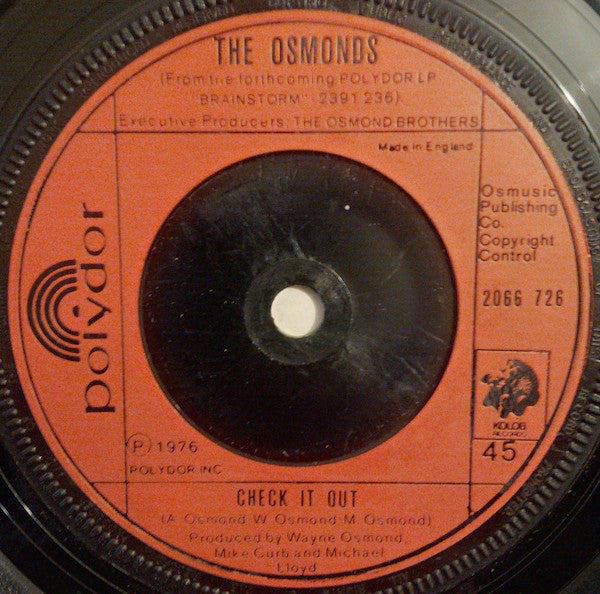 THE OSMONDS
(From the forthcoming POLYDOR LP
"BRAINSTORM" 2391 236)
Executive Producers: THE OSMOND BROTHERS
Made in England
Osmusic
Publishing
Co.
Copyright
Control
2066 726
polydor
KOLOB
RECORDS
45
Ⓟ 1976
POLYDOR INC
CHECK IT OUT
(A. Osmond·W. Osmond·M. Osmond)
Produced by Wayne Osmond,
Mike Curb and Michael
Lloyd